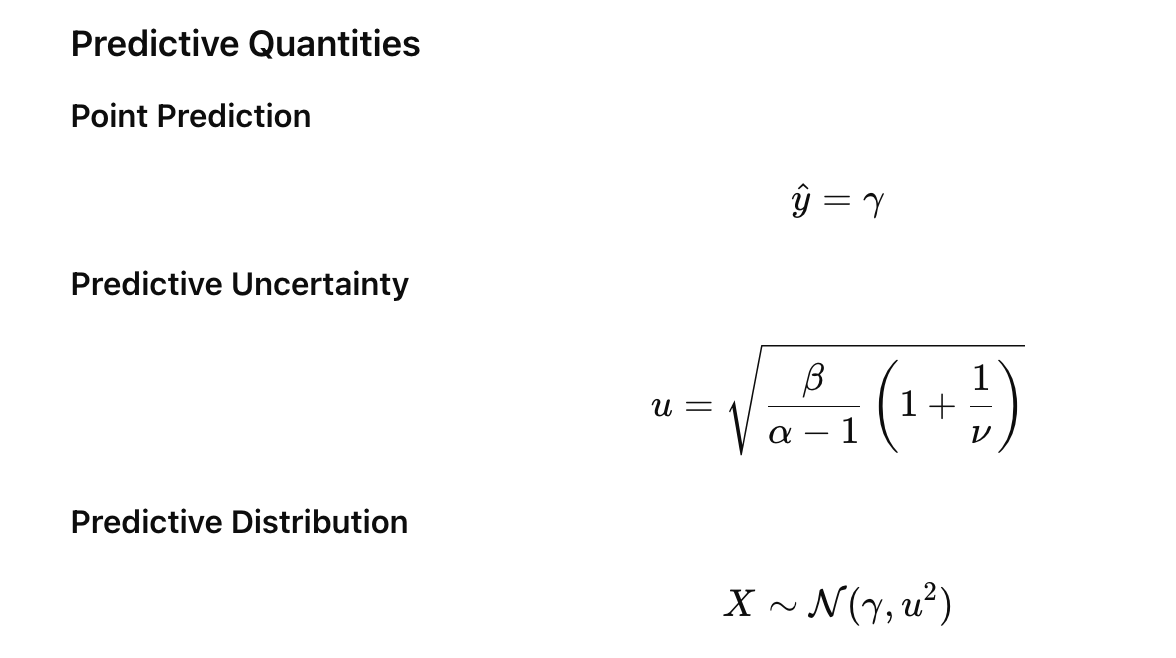 Predictive Quantities
Point Prediction
ŷ = γ
Predictive Uncertainty
u = √(β/(α − 1) (1 + 1/ν))
Predictive Distribution
X ∼ 𝒩(γ, u²)